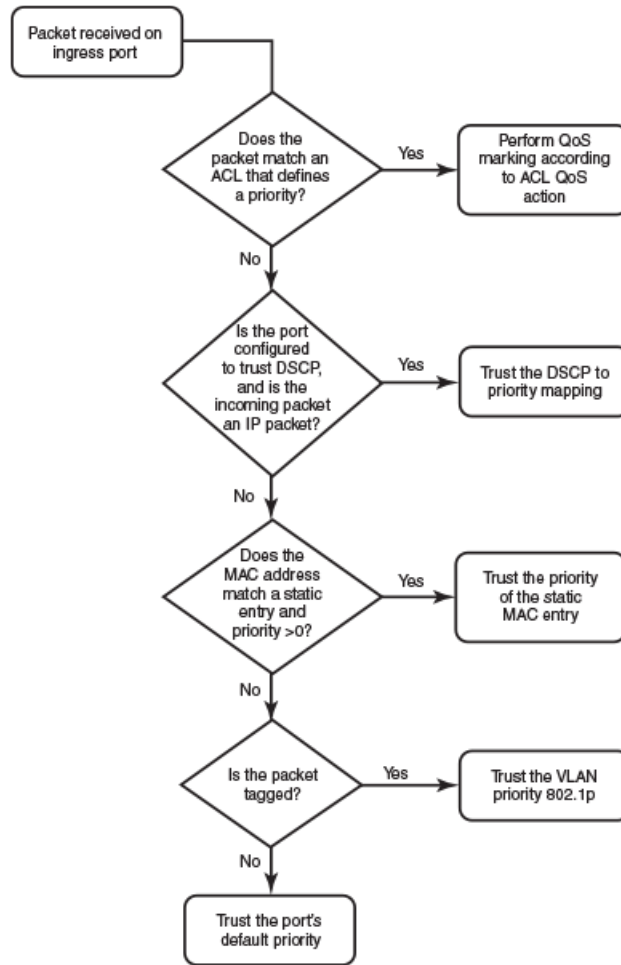 Packet received on
ingress port
Does the
packet match an
ACL that defines
a priority?
Yes
Perform QoS
marking according
to ACL QoS
action
No
Is the port
configured
to trust DSCP,
and is the
incoming packet
an IP packet?
Yes
Trust the DSCP to
priority mapping
No
Does the
MAC address
match a static
entry and
priority >0?
Yes
Trust the priority
of the static
MAC entry
No
Is the packet
tagged?
Yes
Trust the VLAN
priority 802.1p
No
Trust the port's
default priority